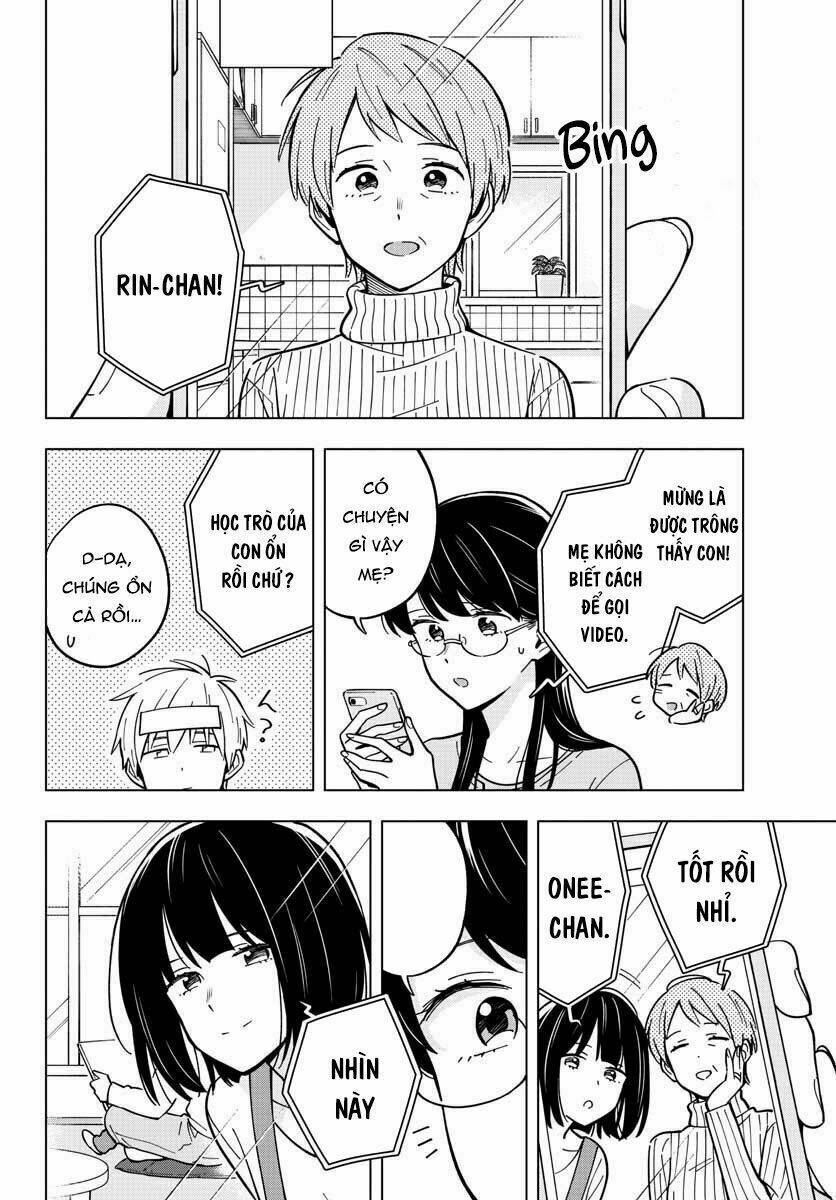 Bing
RIN-CHAN!
MỪNG LÀ
ĐƯỢC TRÔNG
THẤY CON!
MẸ KHÔNG
BIẾT CÁCH
ĐỂ GỌI
VIDEO.
CÓ
CHUYỆN
GÌ VẬY
MẸ?
HỌC TRÒ CỦA
CON ỔN
RỒI CHỨ?
D-DẠ,
CHÚNG ỔN
CẢ RỒI...
?
TỐT RỒI
NHỈ.
ONEE-
CHAN.
NHÌN
NÀY